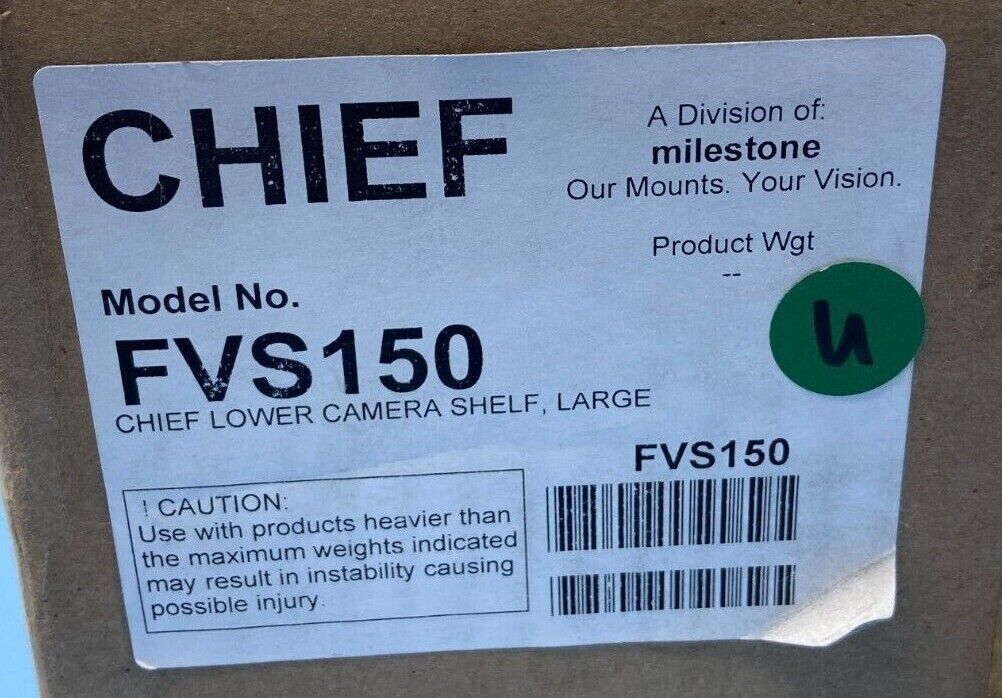 CHIEF
A Division of:
milestone
Our Mounts. Your Vision.
Product Wgt
--
Model No.
FVS150
CHIEF LOWER CAMERA SHELF, LARGE
! CAUTION:
Use with products heavier than
the maximum weights indicated
may result in instability causing
possible injury.
FVS150